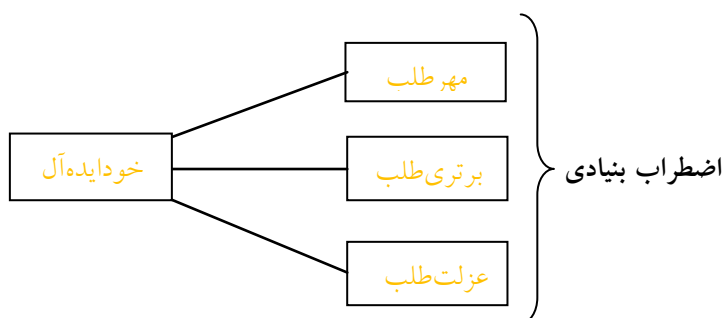 مهرطلب
اضطراب بنیادی
برتری‌طلب
خودایده‌آل
عزلت‌طلب